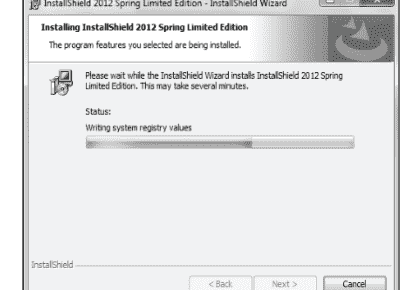 InstallShield 2012 Spring Limited Edition - InstallShield Wizard
Installing InstallShield 2012 Spring Limited Edition
The program features you selected are being installed.
Please wait while the InstallShield Wizard installs InstallShield 2012 Spring
Limited Edition. This may take several minutes.
Status:
Writing system registry values
InstallShield
< Back
Next >
Cancel